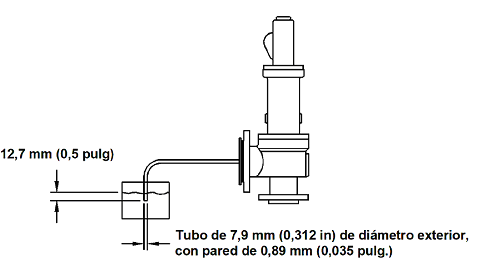 12,7 mm (0,5 pulg)
Tubo de 7,9 mm (0,312 in) de diámetro exterior,
con pared de 0,89 mm (0,035 pulg.)